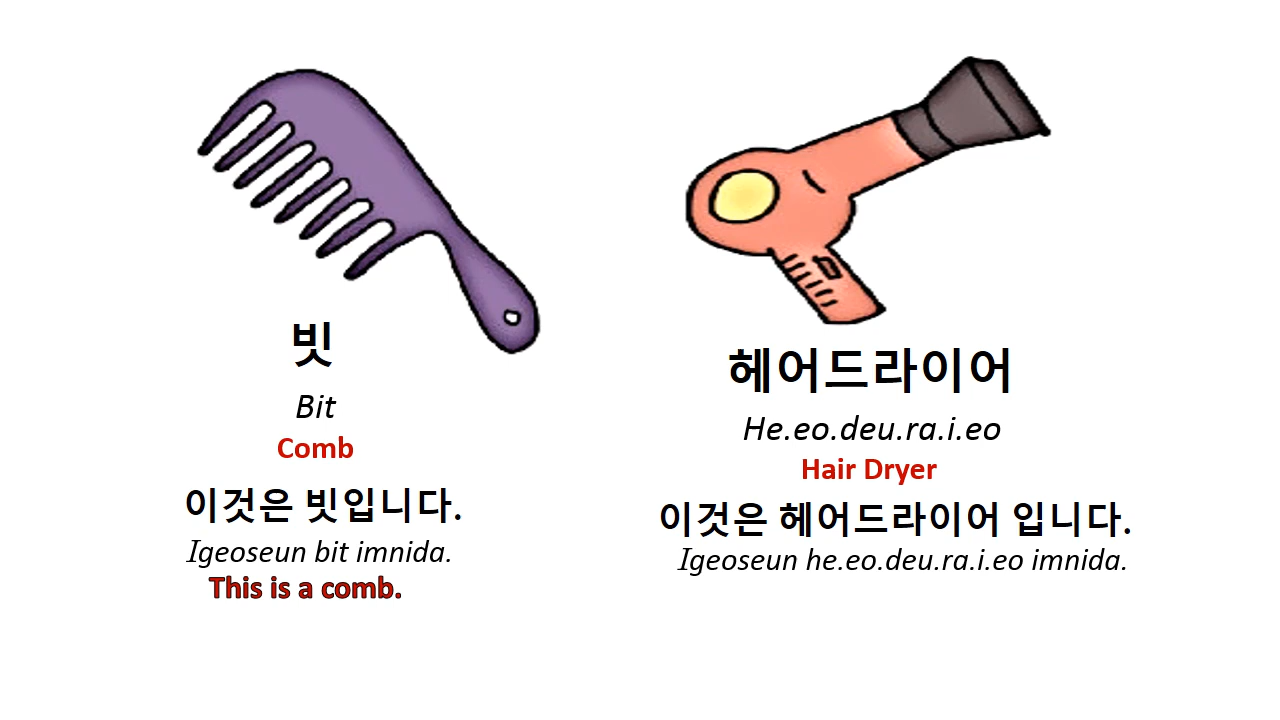 빗
Bit
Comb
이것은 빗입니다.
Igeoseun bit imnida.
This is a comb.
헤어드라이어
He.eo.deu.ra.i.eo
Hair Dryer
이것은 헤어드라이어 입니다.
Igeoseun he.eo.deu.ra.i.eo imnida.